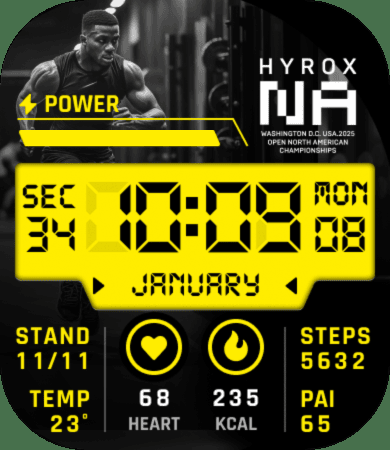 HYROX
NA
WASHINGTON D.C. USA.2025
OPEN NORTH AMERICAN
CHAMPIONSHIPS
POWER
SEC
34
10:09
MON
08
JANUARY
STAND
11/11
TEMP
23°
68
HEART
235
KCAL
STEPS
5632
PAI
65